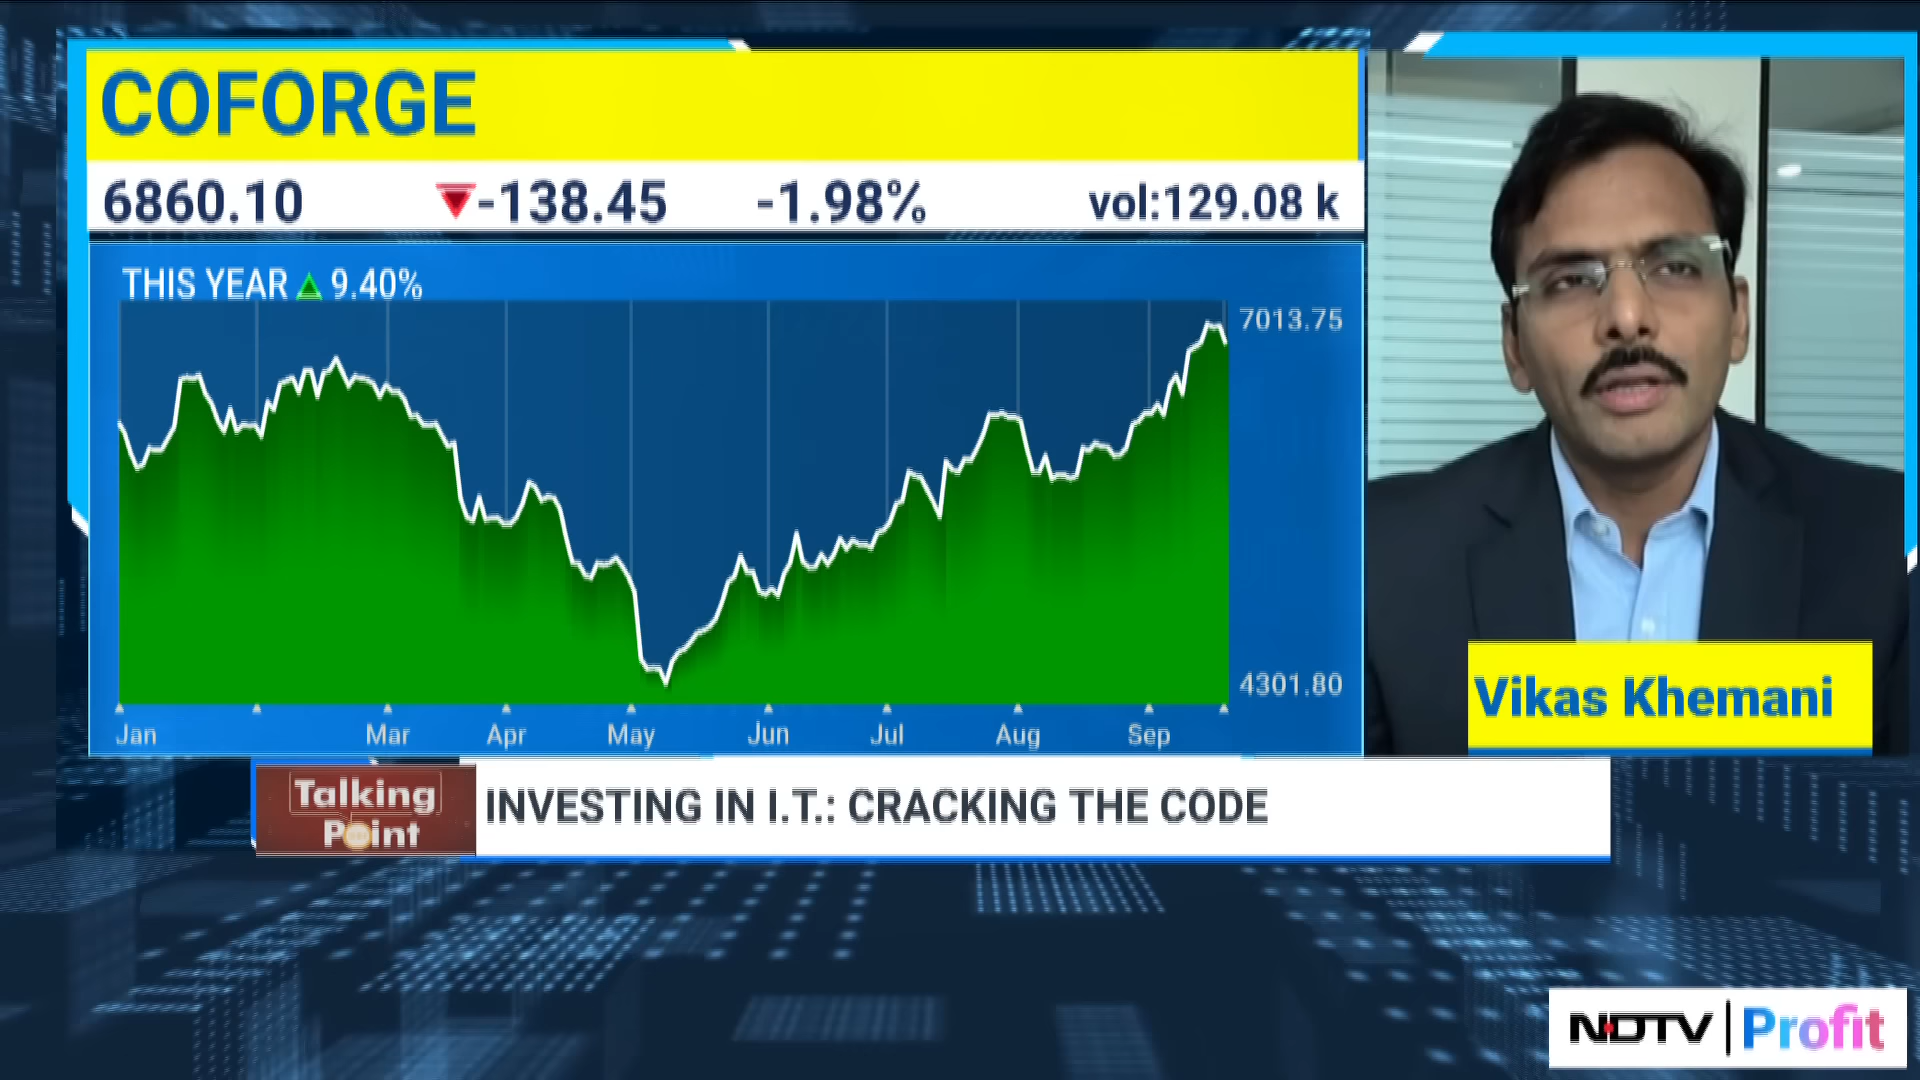 COFORGE
6860.10 ▼-138.45 -1.98% vol:129.08 k
THIS YEAR ▲ 9.40%
7013.75
4301.80
Jan Mar Apr May Jun Jul Aug Sep
Vikas Khemani
Talking
Point
INVESTING IN I.T.: CRACKING THE CODE
NDTV | Profit